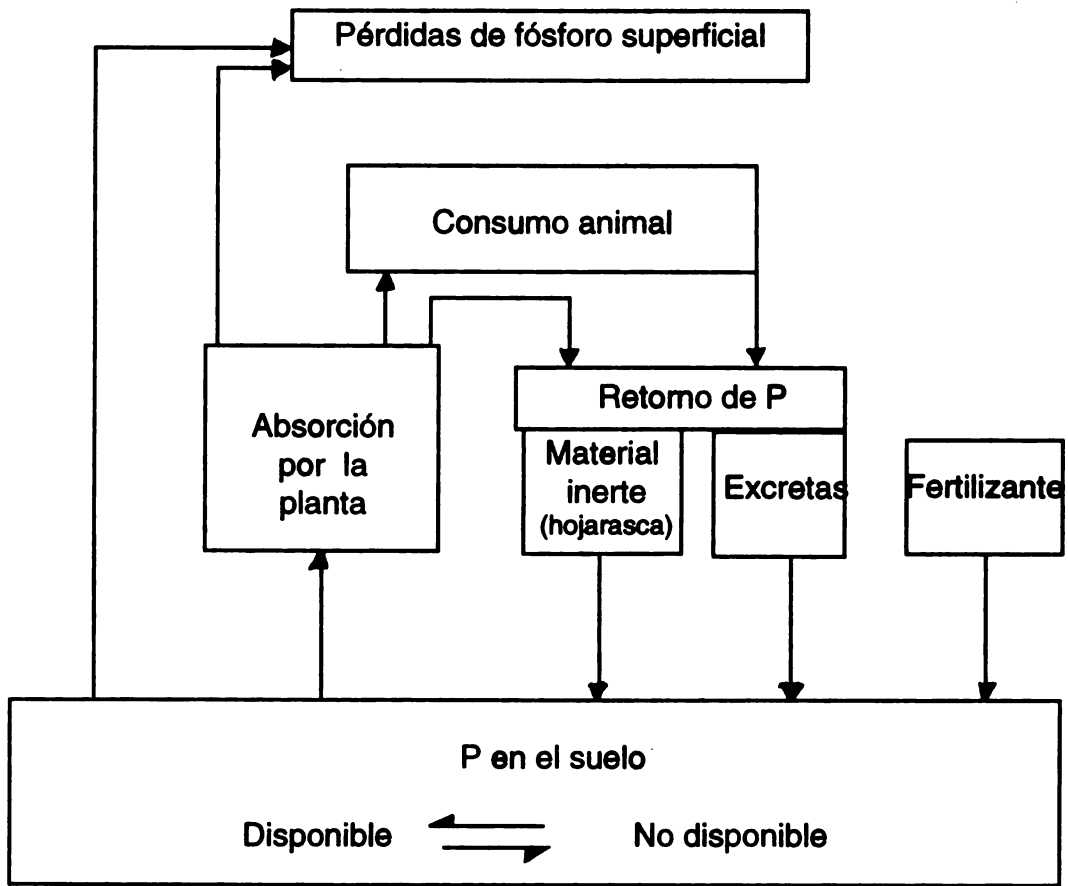 Pérdidas de fósforo superficial
Consumo animal
Retorno de P
Absorción
por la
planta
Material
inerte
(hojarasca)
Excretas
Fertilizante
P en el suelo
Disponible
No disponible